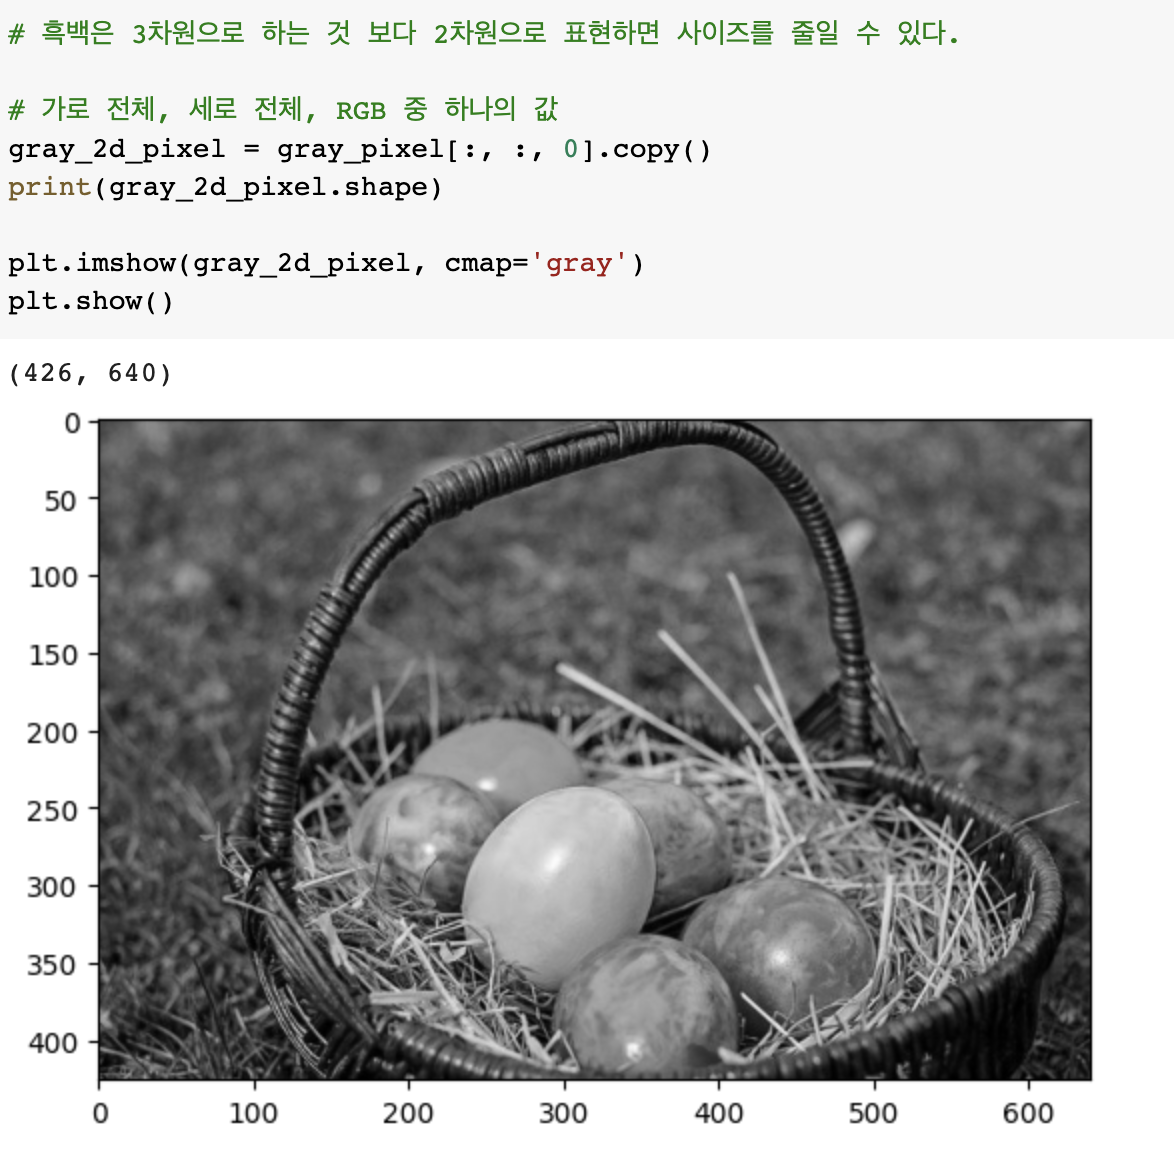 # 흑백은 3차원으로 하는 것 보다 2차원으로 표현하면 사이즈를 줄일 수 있다.
# 가로 전체, 세로 전체, RGB 중 하나의 값
gray_2d_pixel = gray_pixel[:, :, 0].copy()
print(gray_2d_pixel.shape)
plt.imshow(gray_2d_pixel, cmap='gray')
plt.show()
(426, 640)
0
50
100
150
200
250
300
350
400
0 100 200 300 400 500 600